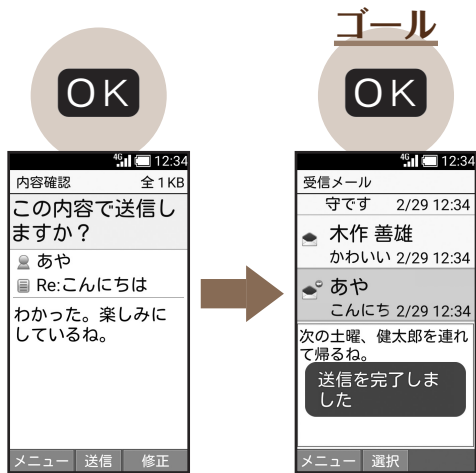 ゴール
OK
OK
4G 12:34
内容確認 全1KB
この内容で送信し
ますか？
あや
Re:こんにちは
わかった。楽しみに
しているね。
メニュー 送信 修正
4G 12:34
受信メール
守です 2/29 12:34
木作 善雄
かわいい 2/29 12:34
あや
こんにち 2/29 12:34
次の土曜、健太郎を連れ
て帰るね。
送信を完了しま
した
メニュー 選択